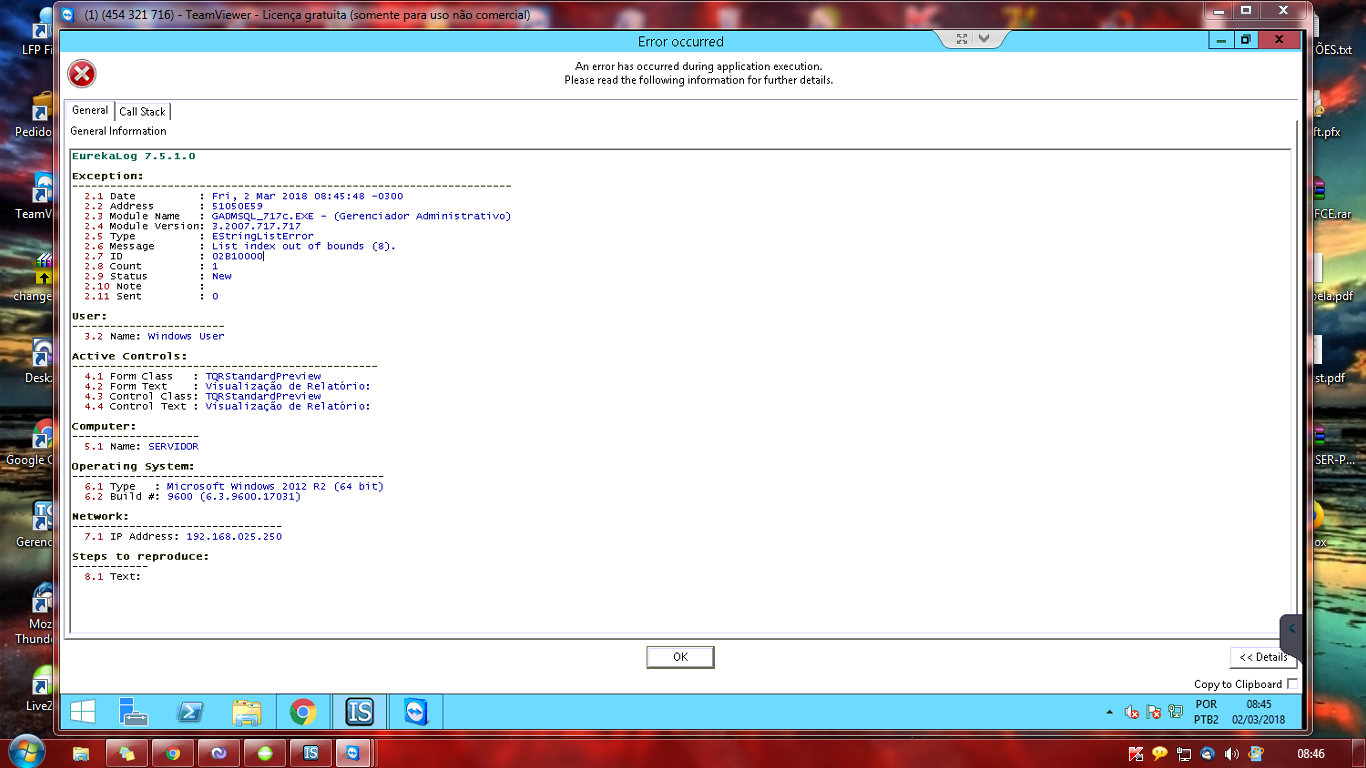 (1) (454 321 716) - TeamViewer - Licença gratuita (somente para uso não comercial)
Error occurred
An error has occurred during application execution.
Please read the following information for further details.
General
Call Stack
General Information
EurekaLog 7.5.1.0
Exception:
---------------------------------------------------------------------
2.1 Date          : Fri, 2 Mar 2018 08:45:48 -0300
2.2 Address       : 51050E59
2.3 Module Name   : GADMSQL_717c.EXE - (Gerenciador Administrativo)
2.4 Module Version: 3.2007.717.717
2.5 Type          : EStringListError
2.6 Message       : List index out of bounds (8).
2.7 ID            : 02B10000
2.8 Count         : 1
2.9 Status        : New
2.10 Note         :
2.11 Sent         : 0
User:
------------------------
3.2 Name: Windows User
Active Controls:
------------------------------------------------
4.1 Form Class   : TQRStandardPreview
4.2 Form Text    : Visualização de Relatório:
4.3 Control Class: TQRStandardPreview
4.4 Control Text : Visualização de Relatório:
Computer:
--------------------
5.1 Name: SERVIDOR
Operating System:
-------------------------------------------------
6.1 Type   : Microsoft Windows 2012 R2 (64 bit)
6.2 Build #: 9600 (6.3.9600.17031)
Network:
---------------------------------
7.1 IP Address: 192.168.025.250
Steps to reproduce:
------------
8.1 Text:
OK
<< Details
Copy to Clipboard
POR
PTB2
08:45
02/03/2018
LFP Fi
Pedido
TeamV
change
Deska
Google C
Gerenc
Moz
Thunde
LiveZ
ÕES.txt
ft.pfx
FCE.rar
ela.pdf
st.pdf
SER-P...
ox
08:46